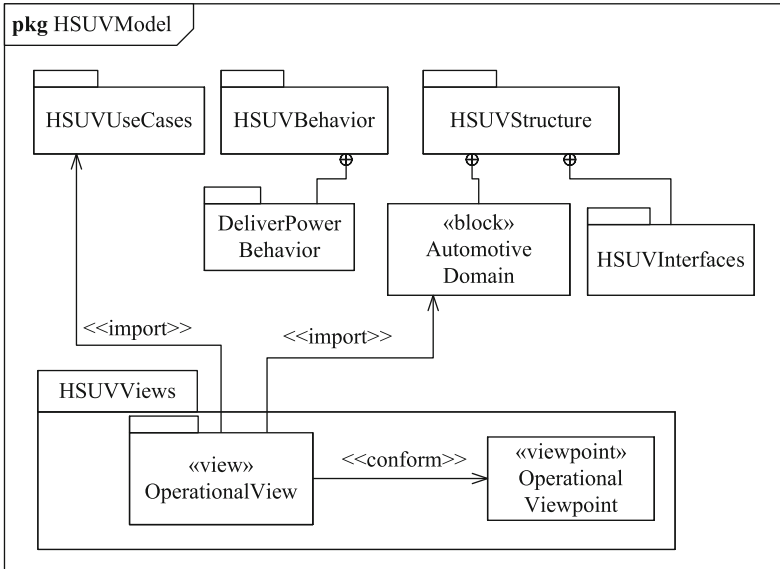 pkg HSUVModel
HSUVUseCases
HSUVBehavior
HSUVStructure
DeliverPower
Behavior
«block»
Automotive
Domain
HSUVInterfaces
<<import>>
<<import>>
HSUVViews
«view»
OperationalView
<<conform>>
«viewpoint»
Operational
Viewpoint